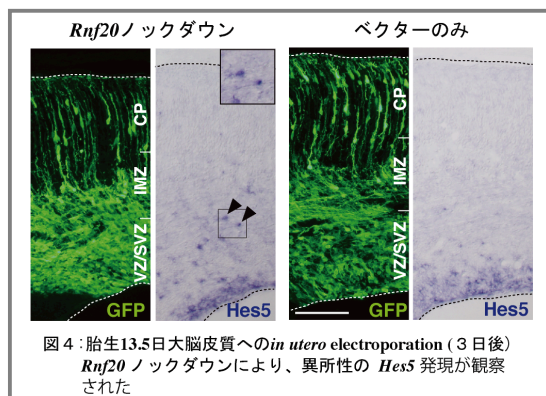 Rnf20ノックダウン
ベクターのみ
CP
IMZ
VZ/SVZ
GFP
Hes5
CP
IMZ
VZ/SVZ
GFP
Hes5
図４：胎生13.5日大脳皮質へのin utero electroporation (３日後)
Rnf20 ノックダウンにより、異所性の Hes5 発現が観察
された